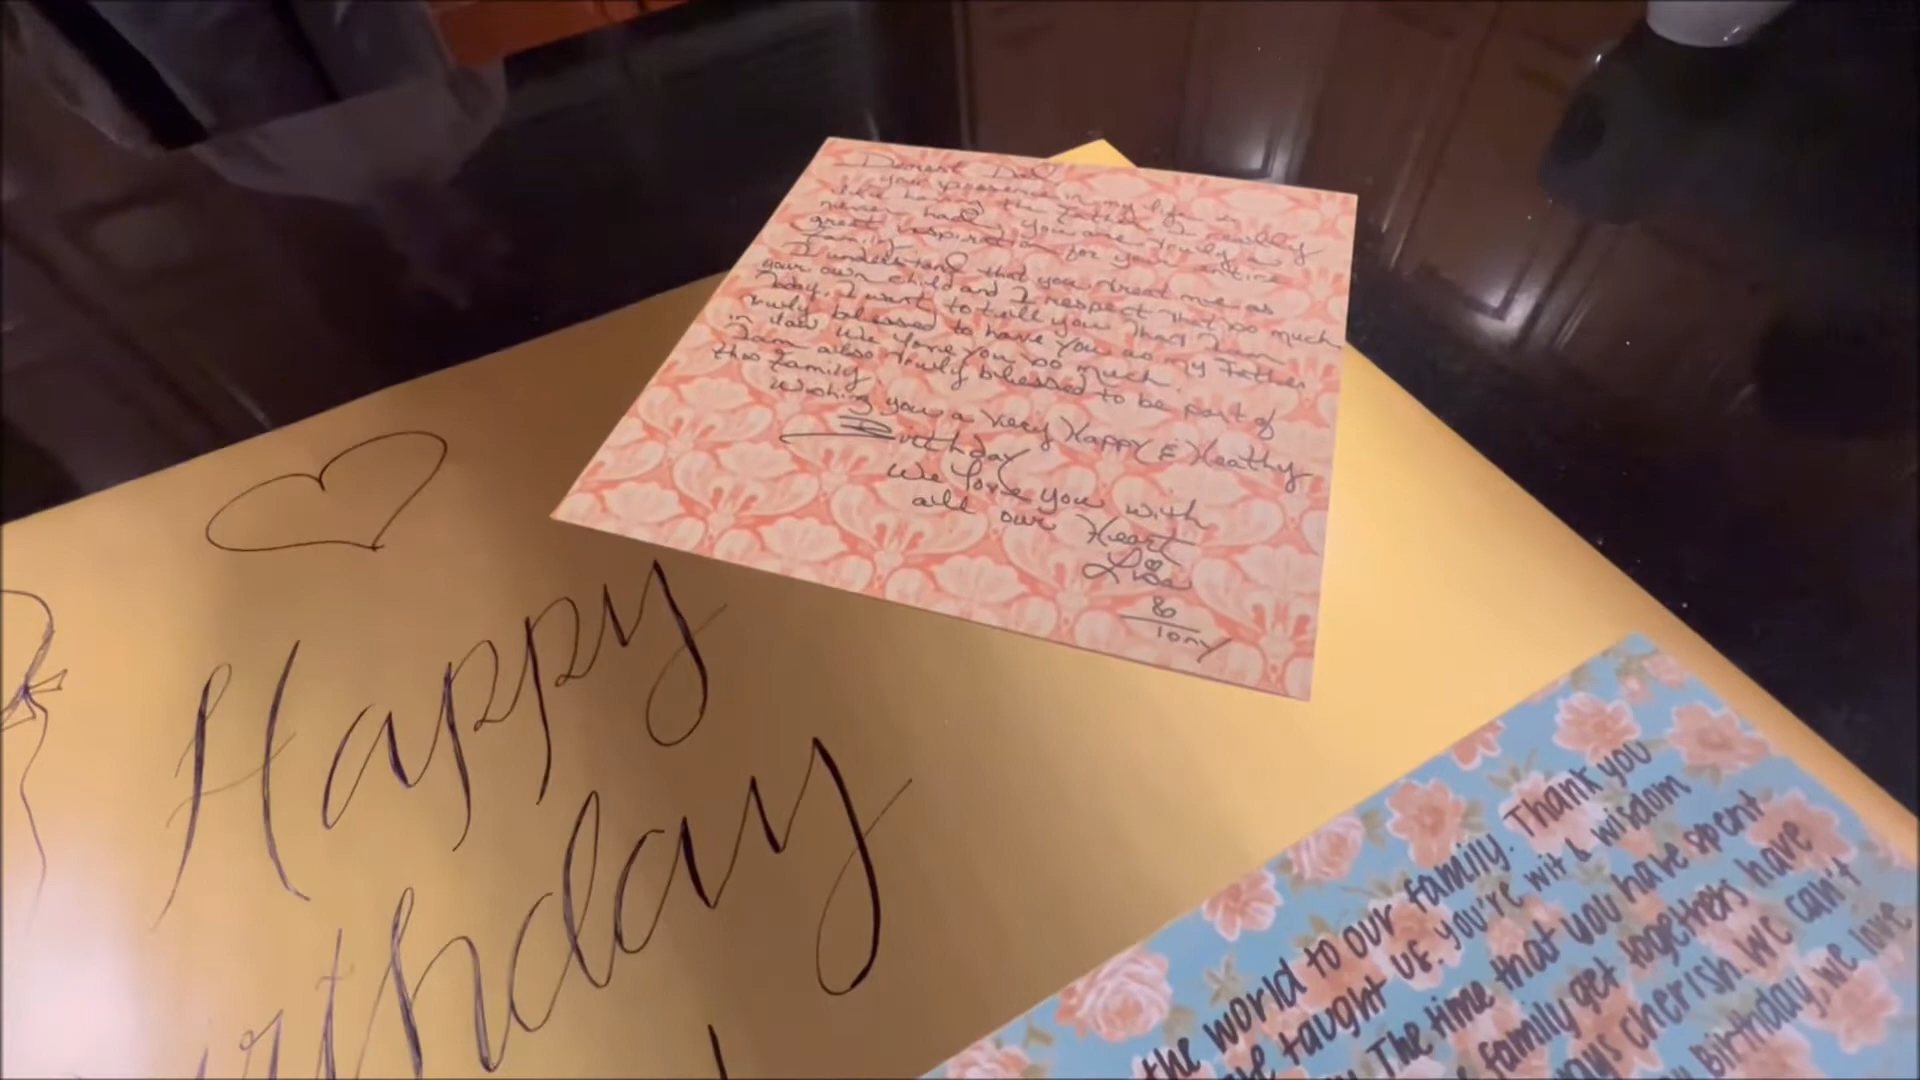 Dearest Dad
Your presence in my life is
like having the Father I really
never had. You are truly a
great inspiration for your entire
Family.
I understand that you treat me as
your own child and I respect that so much
Today, I want to tell you that I am
truly blessed to have you as my Father
in law. We love you so much.
I am also truly blessed to be part of
this Family.
Wishing you a very Happy & Heathy
Birthday
We love you with
all our Heart
Lisa
&
Tony
Happy
rthday
the world to our family. Thank you
taught us. You're wit & wisdom
The time that you have spent
family get togethers have
cherish. We can't
Birthday, we love